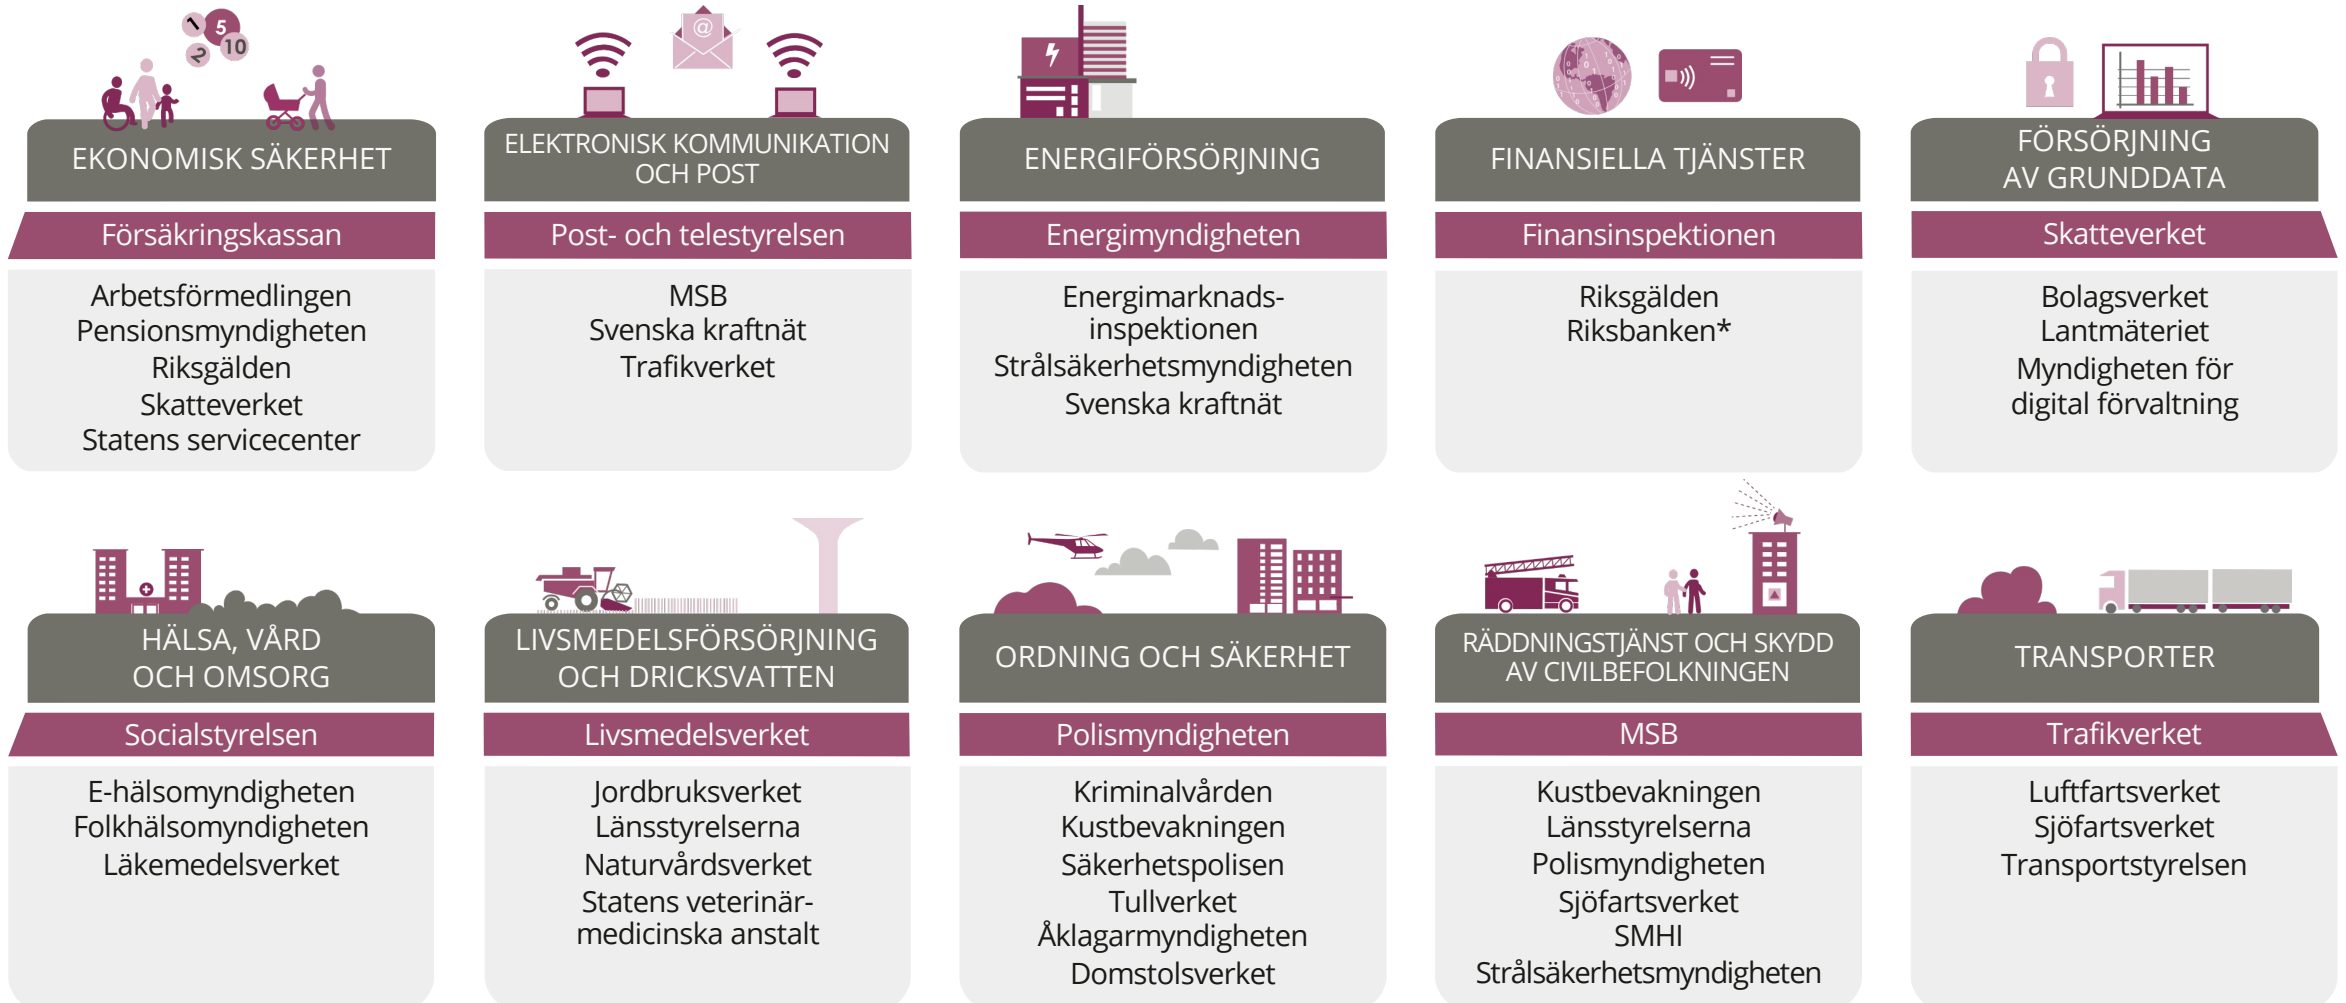 1
5
2
10
@
EKONOMISK SÄKERHET
Försäkringskassan
Arbetsförmedlingen
Pensionsmyndigheten
Riksgälden
Skatteverket
Statens servicecenter
ELEKTRONISK KOMMUNIKATION
OCH POST
Post- och telestyrelsen
MSB
Svenska kraftnät
Trafikverket
ENERGIFÖRSÖRJNING
Energimyndigheten
Energimarknads-
inspektionen
Strålsäkerhetsmyndigheten
Svenska kraftnät
FINANSIELLA TJÄNSTER
Finansinspektionen
Riksgälden
Riksbanken*
FÖRSÖRJNING
AV GRUNDDATA
Skatteverket
Bolagsverket
Lantmäteriet
Myndigheten för
digital förvaltning
HÄLSA, VÅRD
OCH OMSORG
Socialstyrelsen
E-hälsomyndigheten
Folkhälsomyndigheten
Läkemedelsverket
LIVSMEDELSFÖRSÖRJNING
OCH DRICKSVATTEN
Livsmedelsverket
Jordbruksverket
Länsstyrelserna
Naturvårdsverket
Statens veterinär-
medicinska anstalt
ORDNING OCH SÄKERHET
Polismyndigheten
Kriminalvården
Kustbevakningen
Säkerhetspolisen
Tullverket
Åklagarmyndigheten
Domstolsverket
RÄDDNINGSTJÄNST OCH SKYDD
AV CIVILBEFOLKNINGEN
MSB
Kustbevakningen
Länsstyrelserna
Polismyndigheten
Sjöfartsverket
SMHI
Strålsäkerhetsmyndigheten
TRANSPORTER
Trafikverket
Luftfartsverket
Sjöfartsverket
Transportstyrelsen